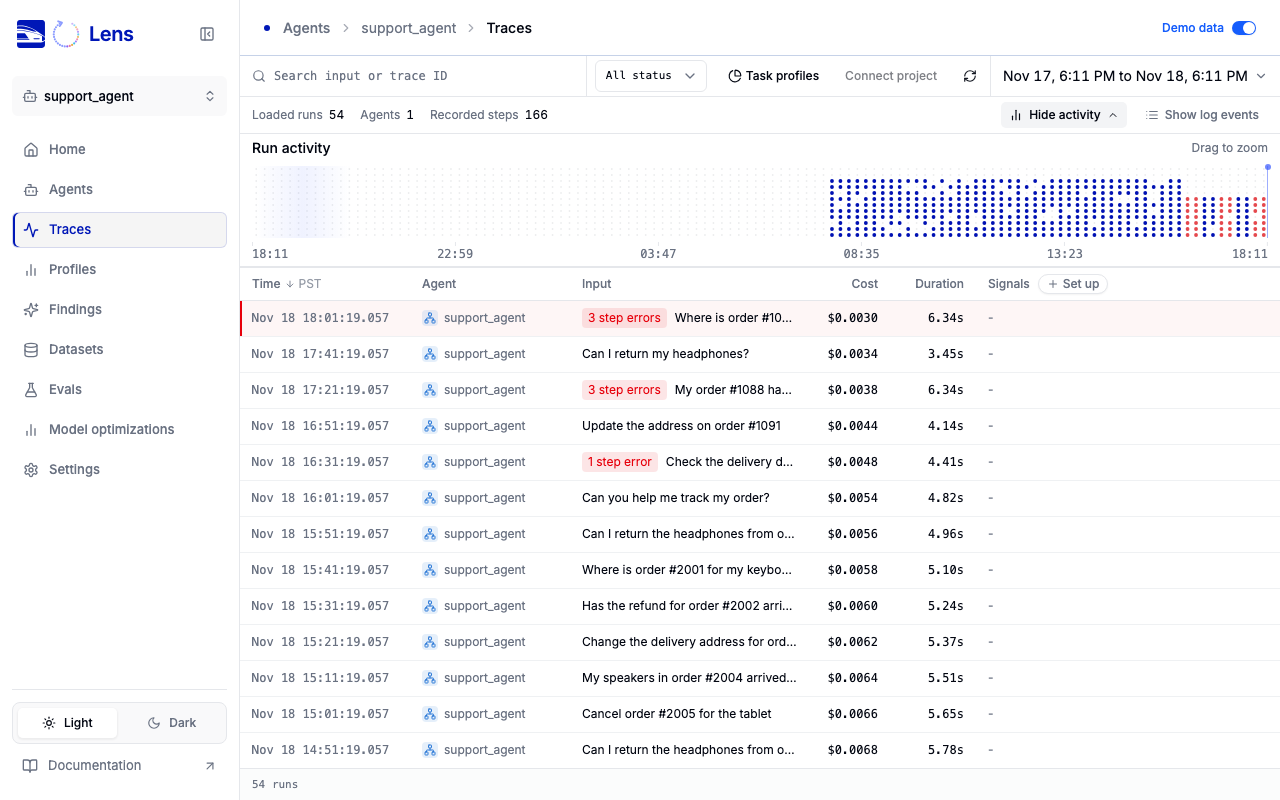 Lens
support_agent
Home
Agents
Traces
Profiles
Findings
Datasets
Evals
Model optimizations
Settings
Light Dark
Documentation
Agents support_agent Traces
Demo data
Search input or trace ID
All status
Task profiles
Connect project
Nov 17, 6:11 PM to Nov 18, 6:11 PM
Loaded runs 54 Agents 1 Recorded steps 166
Hide activity
Show log events
Run activity
Drag to zoom
18:11 22:59 03:47 08:35 13:23 18:11
Time ↓ PST Agent Input Cost Duration Signals + Set up
Nov 18 18:01:19.057 support_agent 3 step errors Where is order #10... $0.0030 6.34s -
Nov 18 17:41:19.057 support_agent Can I return my headphones? $0.0034 3.45s -
Nov 18 17:21:19.057 support_agent 3 step errors My order #1088 ha... $0.0038 6.34s -
Nov 18 16:51:19.057 support_agent Update the address on order #1091 $0.0044 4.14s -
Nov 18 16:31:19.057 support_agent 1 step error Check the delivery d... $0.0048 4.41s -
Nov 18 16:01:19.057 support_agent Can you help me track my order? $0.0054 4.82s -
Nov 18 15:51:19.057 support_agent Can I return the headphones from o... $0.0056 4.96s -
Nov 18 15:41:19.057 support_agent Where is order #2001 for my keybo... $0.0058 5.10s -
Nov 18 15:31:19.057 support_agent Has the refund for order #2002 arri... $0.0060 5.24s -
Nov 18 15:21:19.057 support_agent Change the delivery address for ord... $0.0062 5.37s -
Nov 18 15:11:19.057 support_agent My speakers in order #2004 arrived... $0.0064 5.51s -
Nov 18 15:01:19.057 support_agent Cancel order #2005 for the tablet $0.0066 5.65s -
Nov 18 14:51:19.057 support_agent Can I return the headphones from o... $0.0068 5.78s -
54 runs